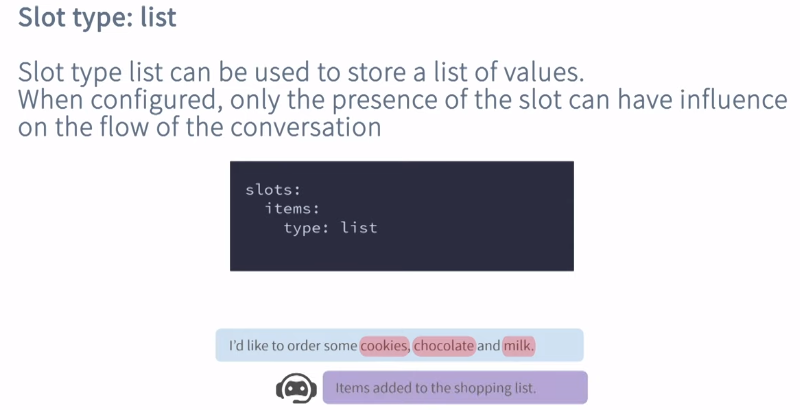 Slot type: list
Slot type list can be used to store a list of values.
When configured, only the presence of the slot can have influence
on the flow of the conversation
slots:
items:
type: list
I'd like to order some cookies, chocolate and milk.
Items added to the shopping list.